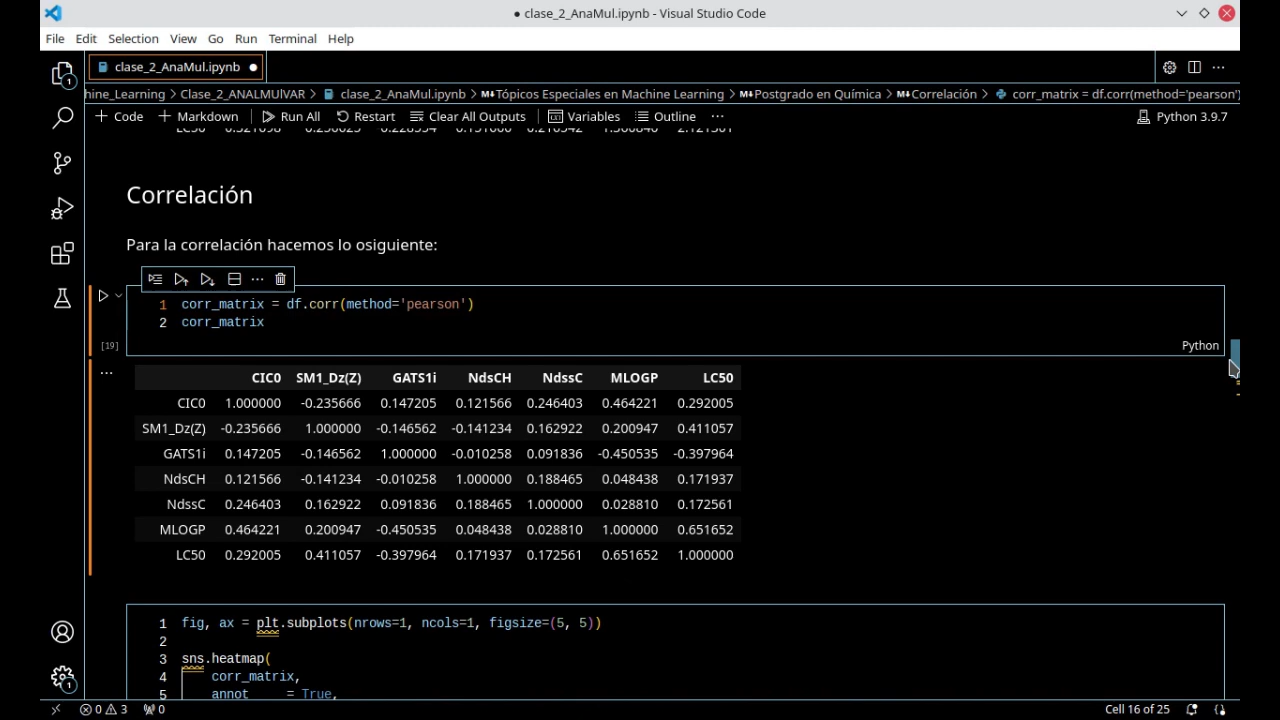 ● clase_2_AnaMul.ipynb - Visual Studio Code
File Edit Selection View Go Run Terminal Help
clase_2_AnaMul.ipynb ●
hine_Learning > Clase_2_ANALMUlVAR > clase_2_AnaMul.ipynb > M↓Tópicos Especiales en Machine Learning > M↓Postgrado en Química > M↓Correlación > corr_matrix = df.corr(method='pearson')
+ Code + Markdown Run All Restart Clear All Outputs Variables Outline ··· Python 3.9.7
Correlación
Para la correlación hacemos lo osiguiente:
1 corr_matrix = df.corr(method='pearson')
2 corr_matrix
[19] Python
CIC0 SM1_Dz(Z) GATS1i NdsCH NdssC MLOGP LC50
CIC0 1.000000 -0.235666 0.147205 0.121566 0.246403 0.464221 0.292005
SM1_Dz(Z) -0.235666 1.000000 -0.146562 -0.141234 0.162922 0.200947 0.411057
GATS1i 0.147205 -0.146562 1.000000 -0.010258 0.091836 -0.450535 -0.397964
NdsCH 0.121566 -0.141234 -0.010258 1.000000 0.188465 0.048438 0.171937
NdssC 0.246403 0.162922 0.091836 0.188465 1.000000 0.028810 0.172561
MLOGP 0.464221 0.200947 -0.450535 0.048438 0.028810 1.000000 0.651652
LC50 0.292005 0.411057 -0.397964 0.171937 0.172561 0.651652 1.000000
1 fig, ax = plt.subplots(nrows=1, ncols=1, figsize=(5, 5))
2
3 sns.heatmap(
4 corr_matrix,
5 annot = True,
0 3 0 Cell 16 of 25